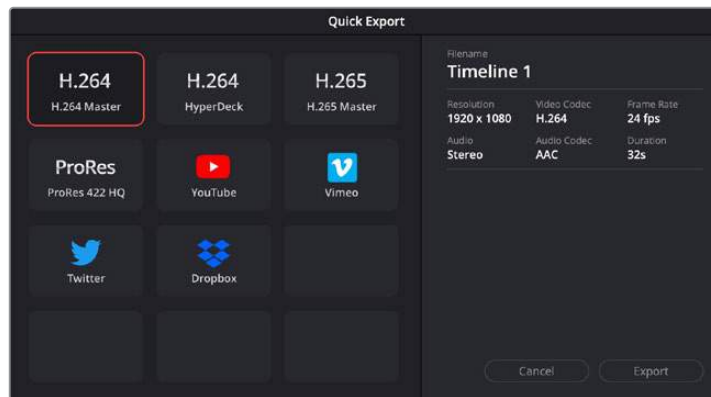 Quick Export
H.264
H.264 Master
H.264
HyperDeck
H.265
H.265 Master
ProRes
ProRes 422 HQ
YouTube
Vimeo
Twitter
Dropbox
Filename
Timeline 1
Resolution Video Codec Frame Rate
1920 x 1080 H.264 24 fps
Audio Audio Codec Duration
Stereo AAC 32s
Cancel Export